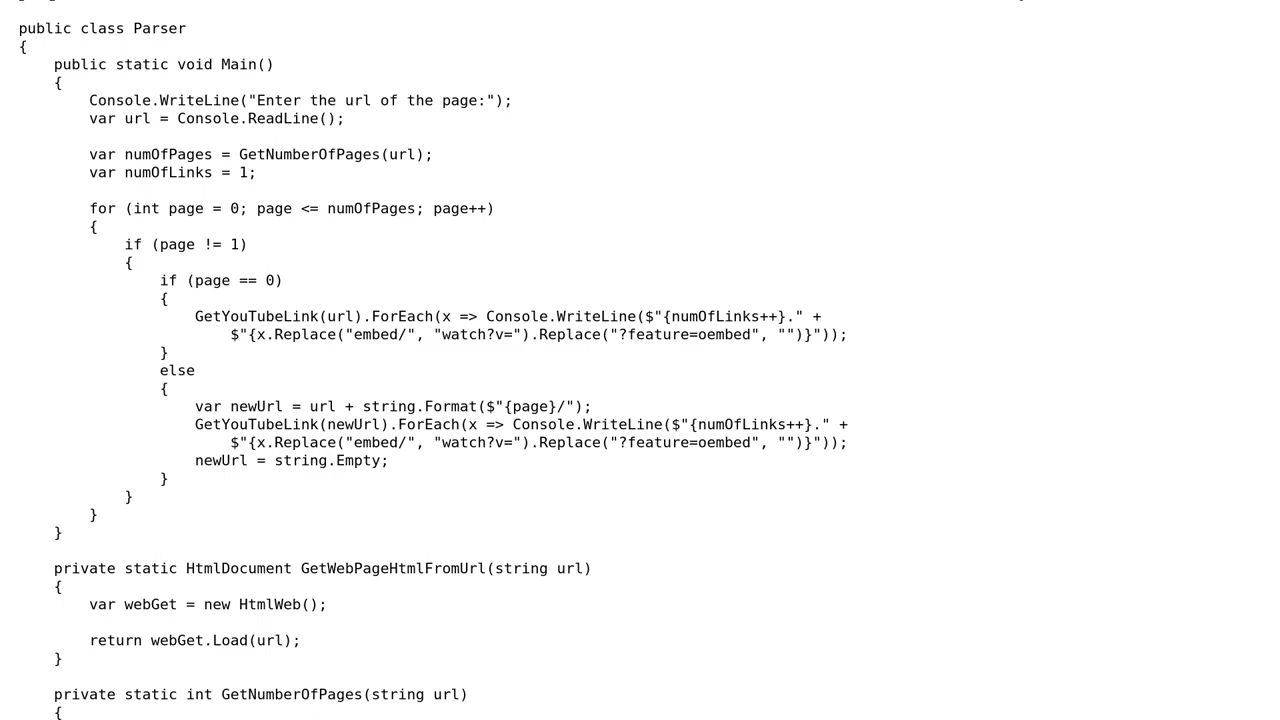 public class Parser
{
    public static void Main()
    {
        Console.WriteLine("Enter the url of the page:");
        var url = Console.ReadLine();

        var numOfPages = GetNumberOfPages(url);
        var numOfLinks = 1;

        for (int page = 0; page <= numOfPages; page++)
        {
            if (page != 1)
            {
                if (page == 0)
                {
                    GetYouTubeLink(url).ForEach(x => Console.WriteLine($"{numOfLinks++}." +
                        $"{x.Replace("embed/", "watch?v=").Replace("?feature=oembed", "")}"));
                }
                else
                {
                    var newUrl = url + string.Format($"{page}/");
                    GetYouTubeLink(newUrl).ForEach(x => Console.WriteLine($"{numOfLinks++}." +
                        $"{x.Replace("embed/", "watch?v=").Replace("?feature=oembed", "")}"));
                    newUrl = string.Empty;
                }
            }
        }
    }

    private static HtmlDocument GetWebPageHtmlFromUrl(string url)
    {
        var webGet = new HtmlWeb();

        return webGet.Load(url);
    }

    private static int GetNumberOfPages(string url)
    {